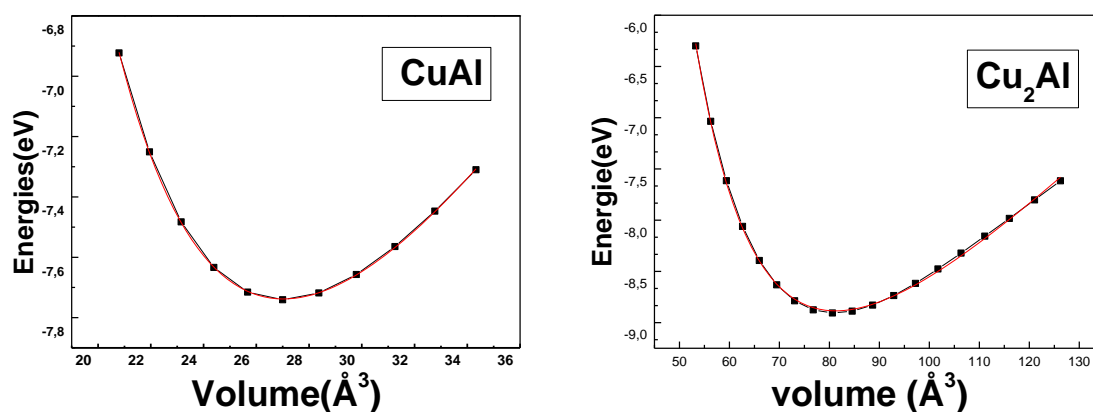 CuAl
Energies(eV)
-6,8
-7,0
-7,2
-7,4
-7,6
-7,8
20 22 24 26 28 30 32 34 36
Volume(Å³)
Cu₂Al
Energie(eV)
-6,0
-6,5
-7,0
-7,5
-8,0
-8,5
-9,0
50 60 70 80 90 100 110 120 130
volume (Å³)